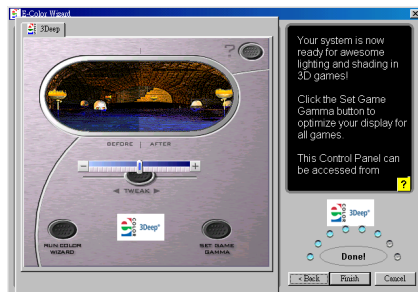 E-Color Wizard
3Deep
?
BEFORE | AFTER
- +
◄ TWEAK ►
COLOR
3Deep
RUN COLOR
WIZARD
SET GAME
GAMMA
Your system is now
ready for awesome
lighting and shading in
3D games!
Click the Set Game
Gamma button to
optimize your display for
all games.
This Control Panel can
be accessed from
?
COLOR
3Deep
Done!
< Back
Finish
Cancel